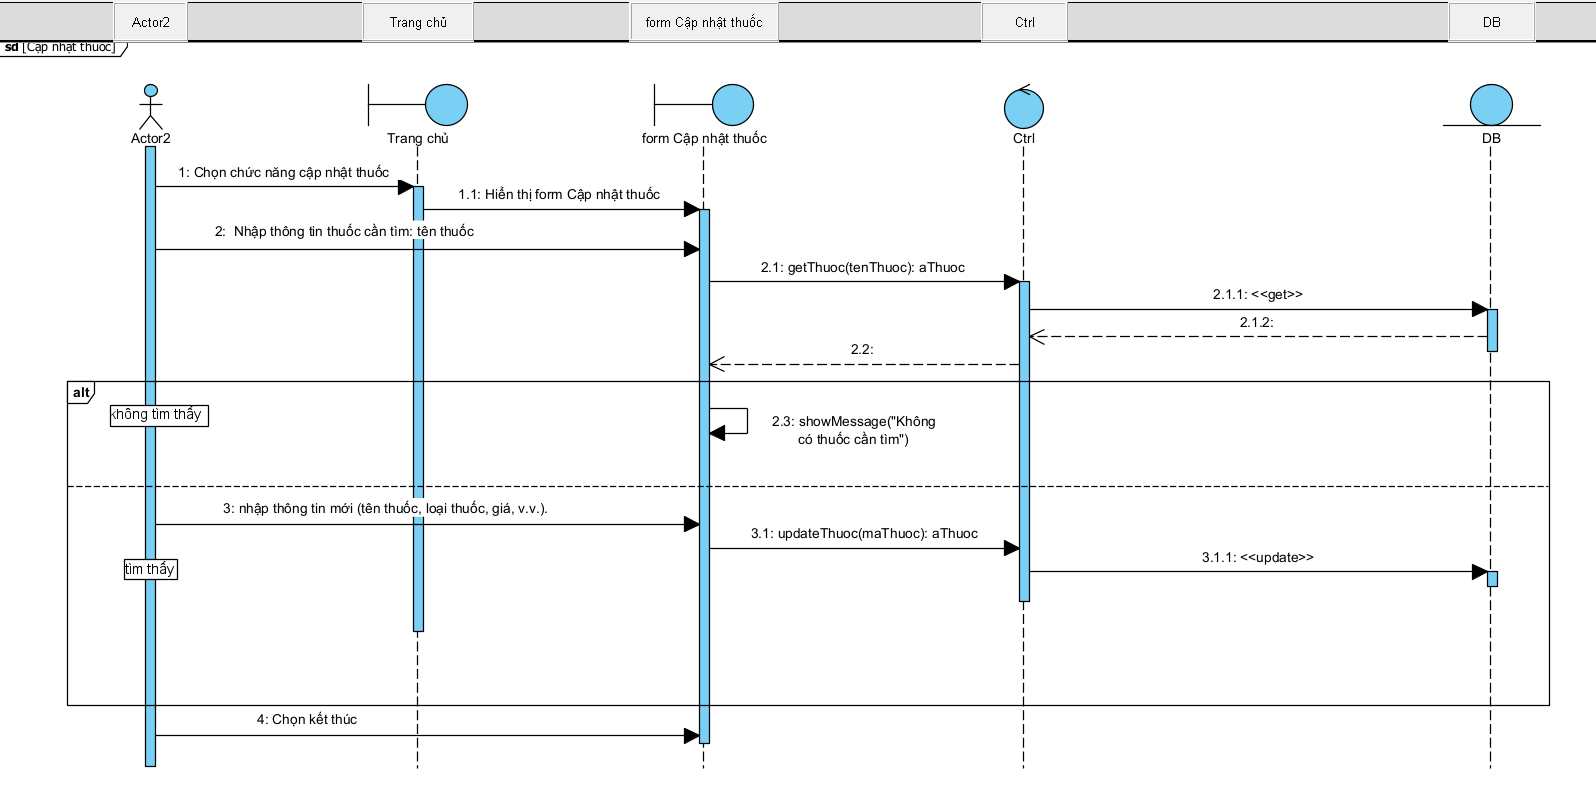 Actor2
Trang chủ
form Cập nhật thuốc
Ctrl
DB
sd [Cập nhật thuốc]
Actor2
Trang chủ
form Cập nhật thuốc
Ctrl
DB
1: Chọn chức năng cập nhật thuốc
1.1: Hiển thị form Cập nhật thuốc
2: Nhập thông tin thuốc cần tìm: tên thuốc
2.1: getThuoc(tenThuoc): aThuoc
2.1.1: <<get>>
2.1.2:
2.2:
alt
không tìm thấy
2.3: showMessage("Không
có thuốc cần tìm")
3: nhập thông tin mới (tên thuốc, loại thuốc, giá, v.v.).
3.1: updateThuoc(maThuoc): aThuoc
3.1.1: <<update>>
tìm thấy
4: Chọn kết thúc